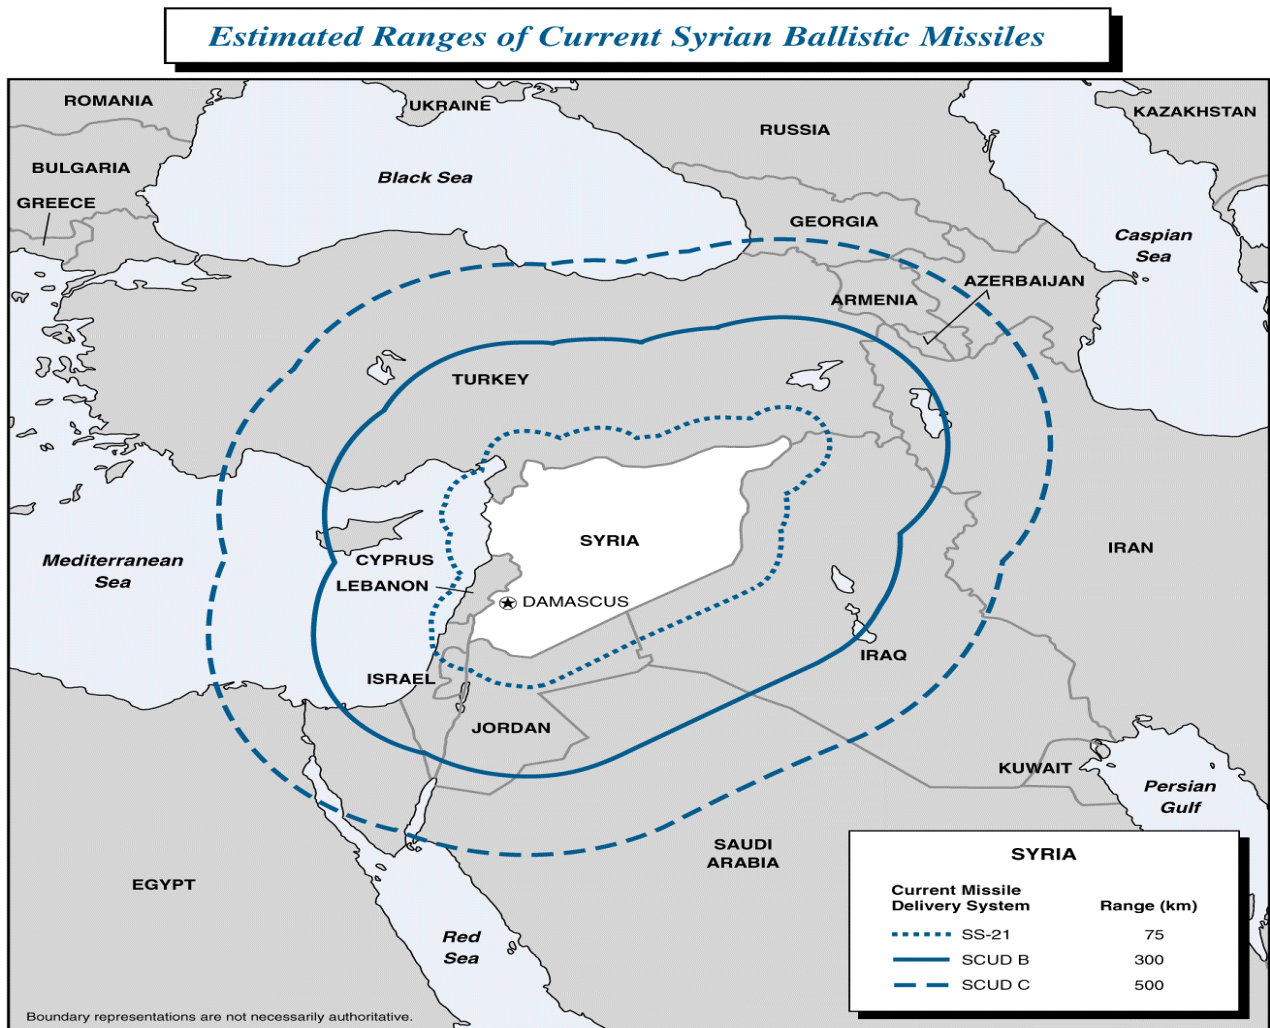 Estimated Ranges of Current Syrian Ballistic Missiles
ROMANIA
UKRAINE
KAZAKHSTAN
RUSSIA
BULGARIA
Black Sea
GREECE
GEORGIA
Caspian
Sea
AZERBAIJAN
ARMENIA
TURKEY
SYRIA
Mediterranean
Sea
CYPRUS
IRAN
LEBANON
DAMASCUS
IRAQ
ISRAEL
JORDAN
KUWAIT
Persian
Gulf
SAUDI
ARABIA
EGYPT
Red
Sea
SYRIA
Current Missile
Delivery System Range (km)
SS-21 75
SCUD B 300
SCUD C 500
Boundary representations are not necessarily authoritative.